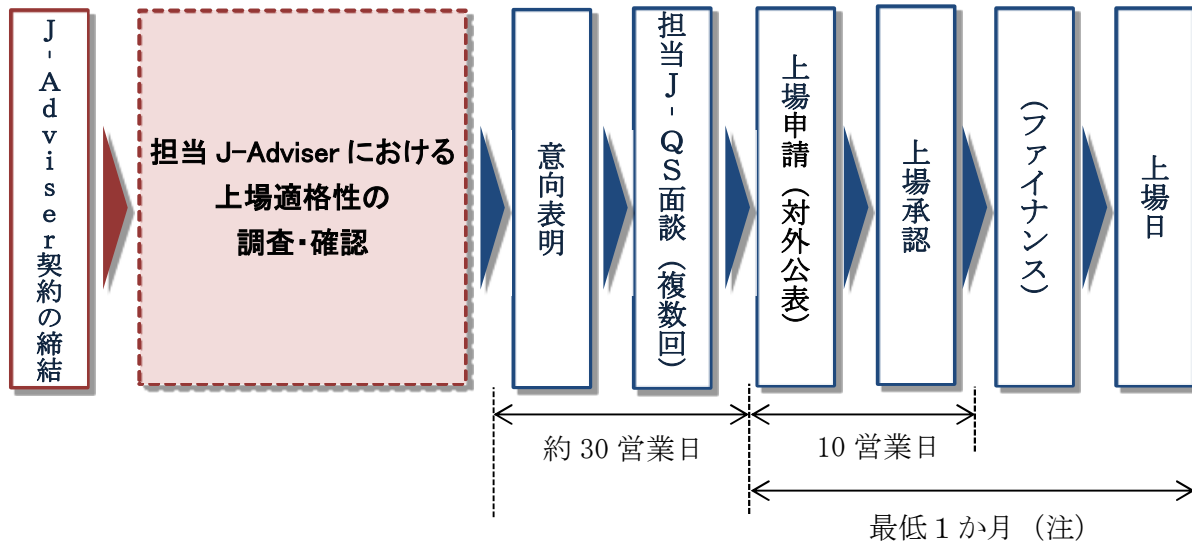 J-Adviser契約の締結
担当 J-Adviser における
上場適格性の
調査・確認
意向表明
担当J-QS面談（複数回）
上場申請（対外公表）
上場承認
（ファイナンス）
上場日
約 30 営業日
10 営業日
最低 1 か月（注）